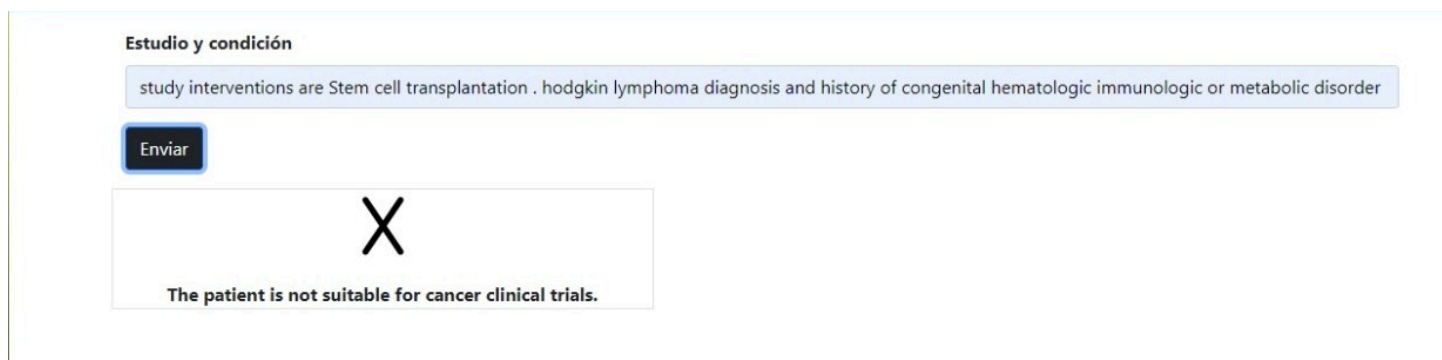 Estudio y condición
study interventions are Stem cell transplantation . hodgkin lymphoma diagnosis and history of congenital hematologic immunologic or metabolic disorder
Enviar
X
The patient is not suitable for cancer clinical trials.